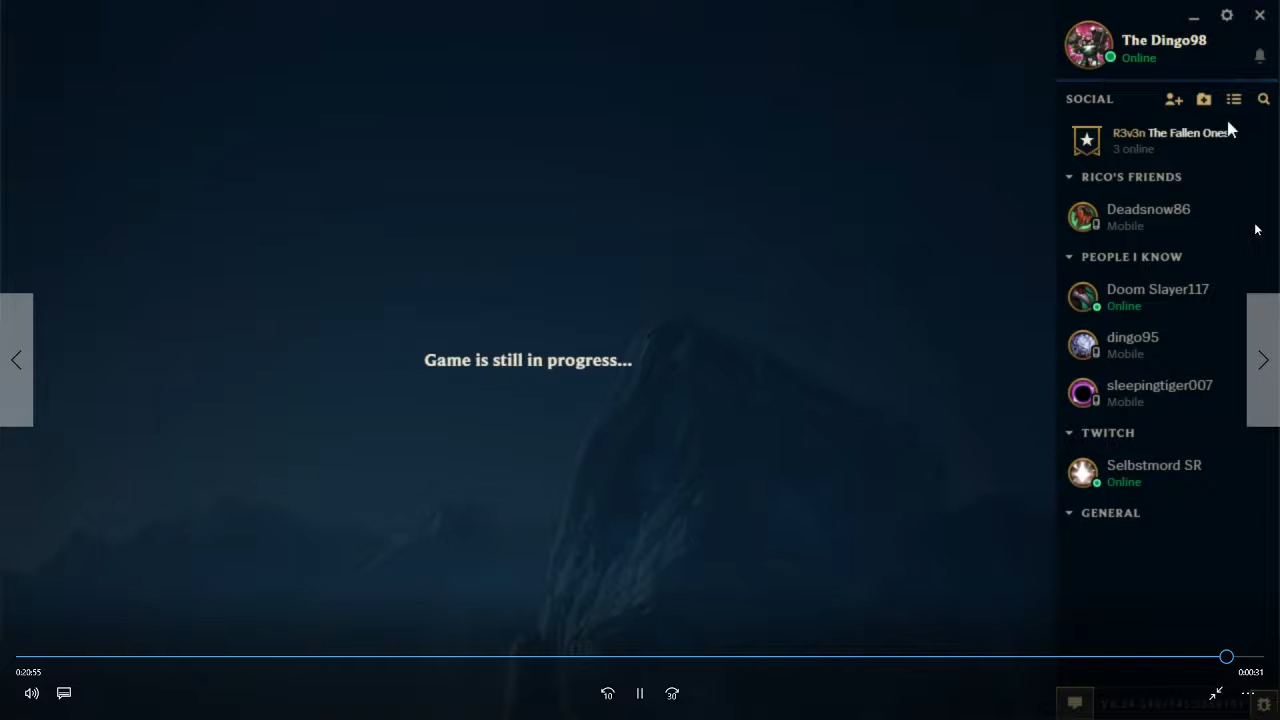 The Dingo98
Online
SOCIAL
R3v3n The Fallen Ones
3 online
RICO'S FRIENDS
Deadsnow86
Mobile
PEOPLE I KNOW
Doom Slayer117
Online
Game is still in progress...
dingo95
Mobile
sleepingtiger007
Mobile
TWITCH
Selbstmord SR
Online
GENERAL
0:20:55
0:00:31
10
30